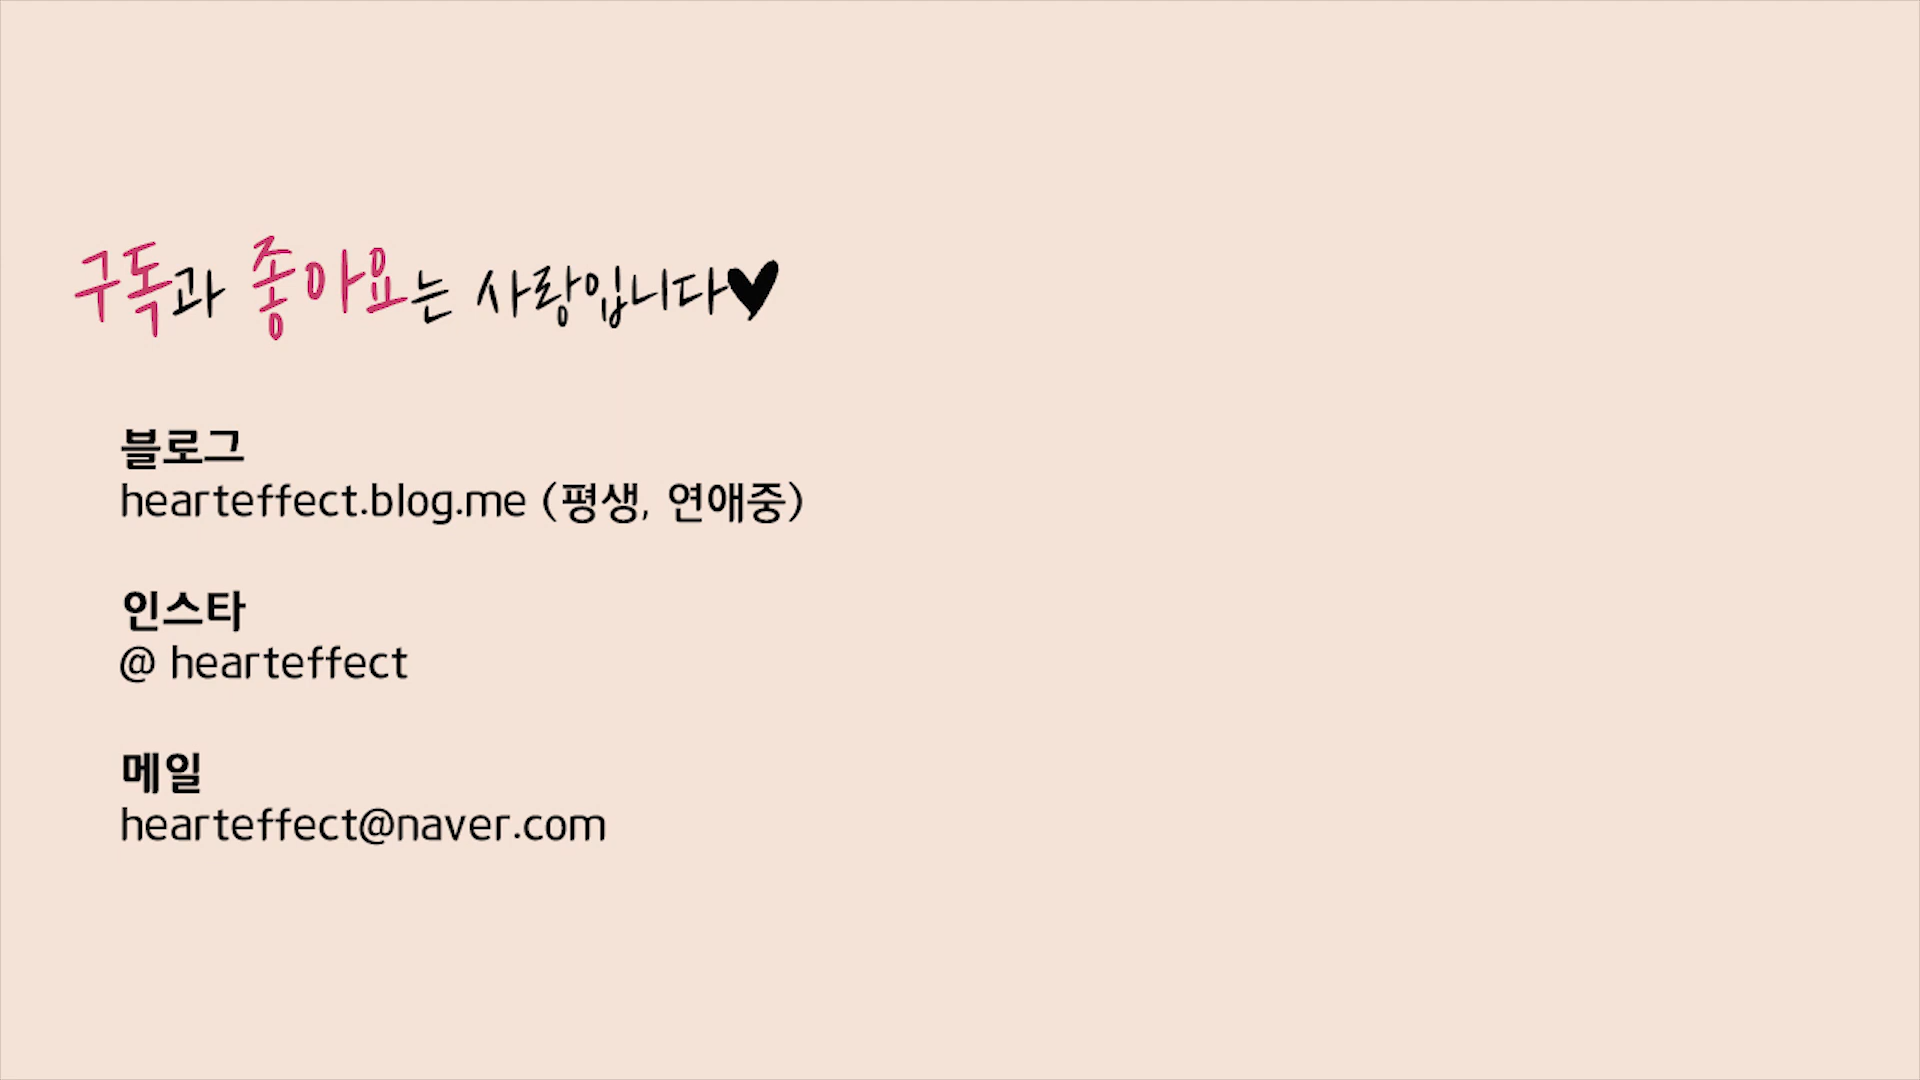 구독과 좋아요는 사랑입니다♥
블로그
hearteffect.blog.me (평생, 연애중)
인스타
@ hearteffect
메일
hearteffect@naver.com